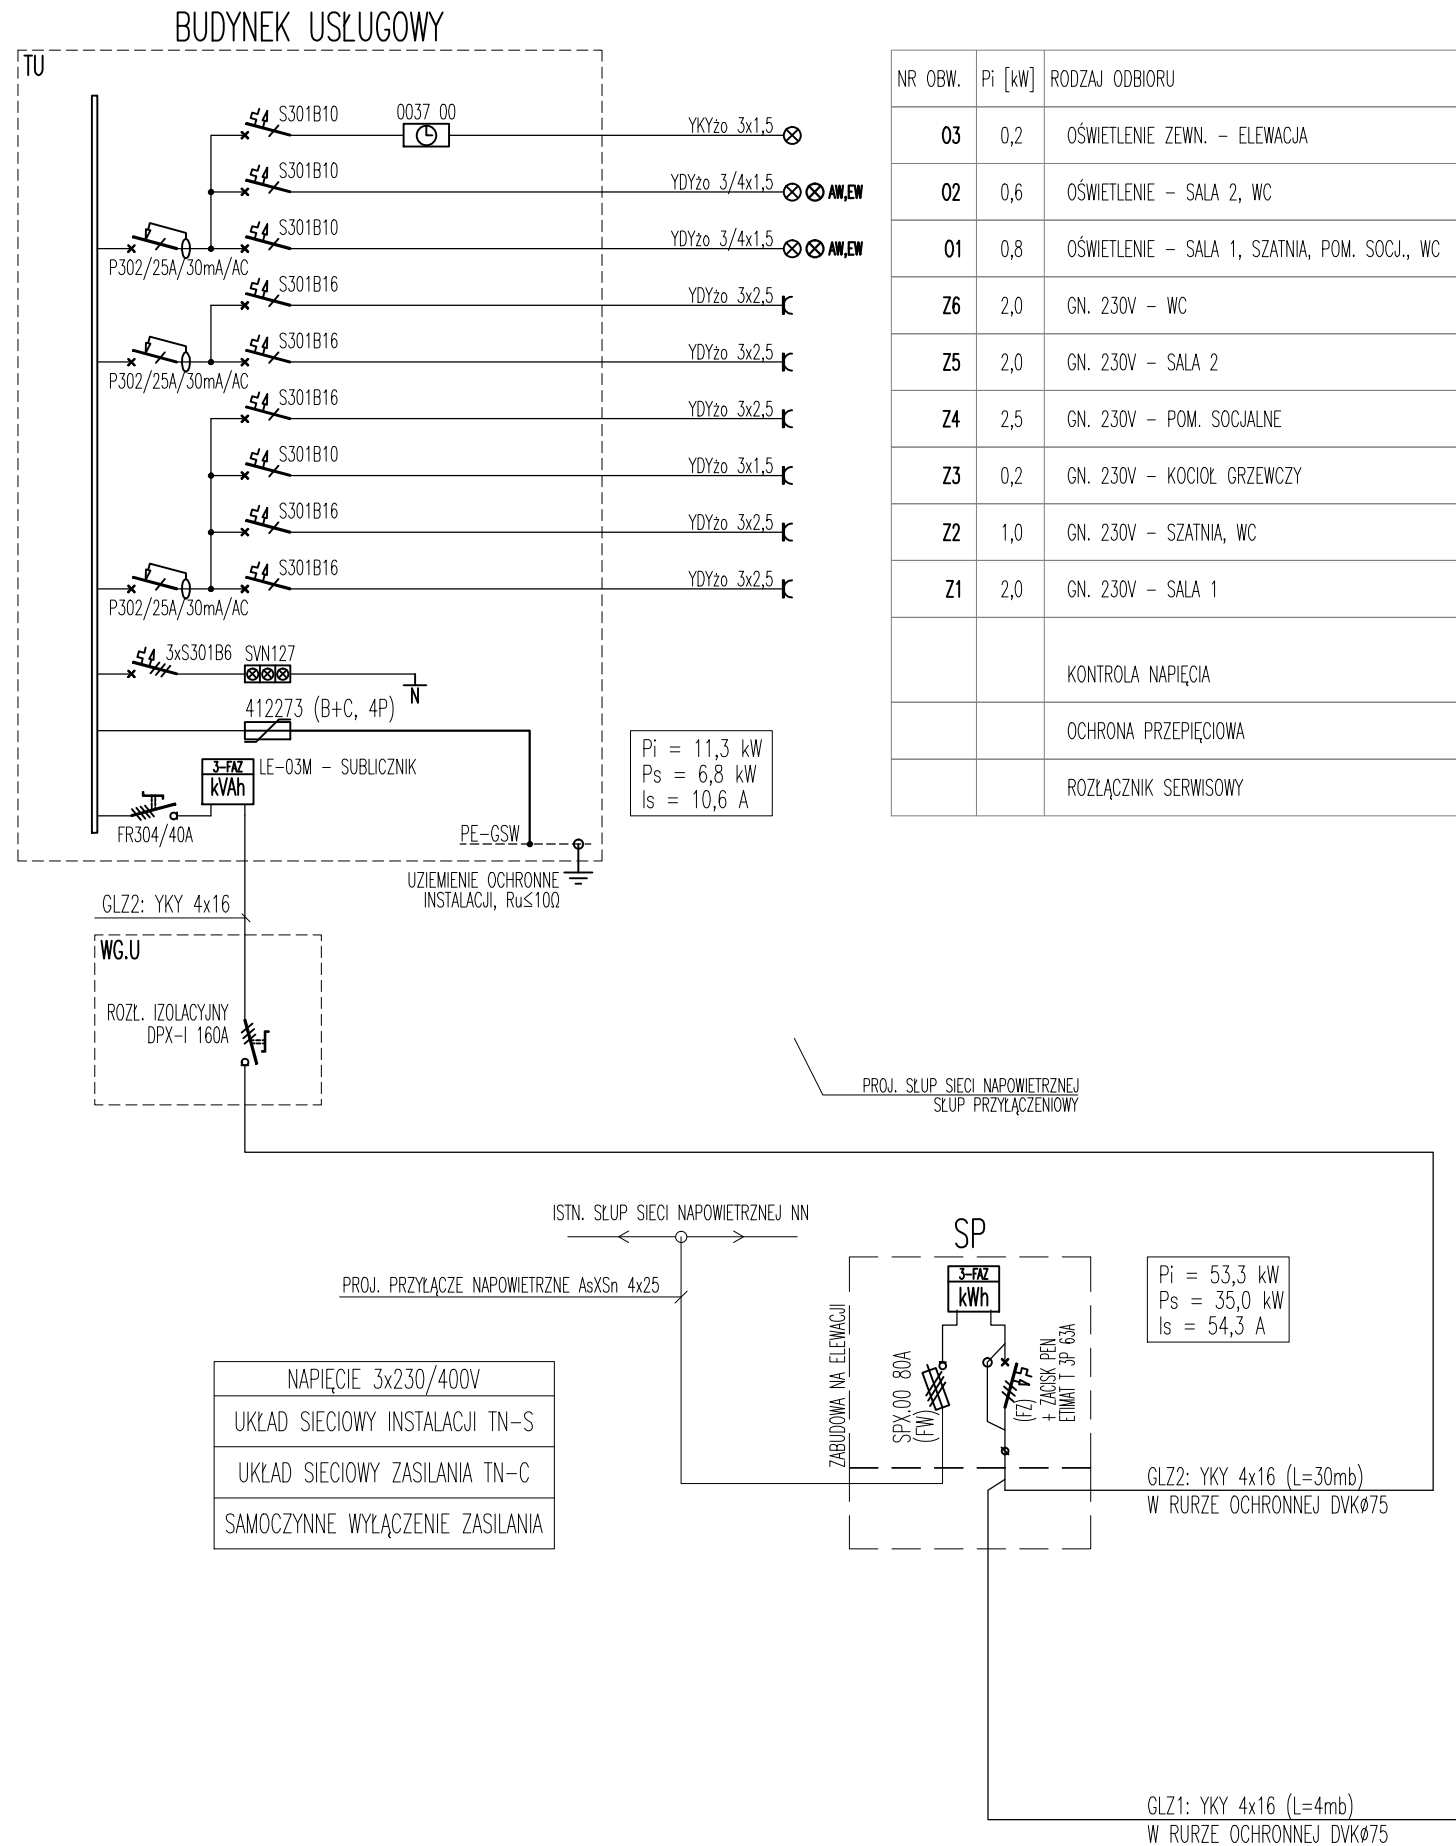 BUDYNEK USŁUGOWY
TU
S301B10
0037 00
YKYżo 3x1,5
S301B10
YDYżo 3/4x1,5
AW,EW
S301B10
YDYżo 3/4x1,5
AW,EW
P302/25A/30mA/AC
S301B16
YDYżo 3x2,5
S301B16
YDYżo 3x2,5
P302/25A/30mA/AC
S301B16
YDYżo 3x2,5
S301B10
YDYżo 3x1,5
S301B16
YDYżo 3x2,5
S301B16
YDYżo 3x2,5
P302/25A/30mA/AC
3xS301B6
SVN127
N
412273 (B+C, 4P)
3-FAZ
kVAh
LE-03M - SUBLICZNIK
FR304/40A
PE-GSW
UZIEMIENIE OCHRONNE
INSTALACJI, Ru≤10Ω
Pi = 11,3 kW
Ps = 6,8 kW
Is = 10,6 A
NR OBW. Pi [kW] RODZAJ ODBIORU
O3 0,2 OŚWIETLENIE ZEWN. - ELEWACJA
O2 0,6 OŚWIETLENIE - SALA 2, WC
O1 0,8 OŚWIETLENIE - SALA 1, SZATNIA, POM. SOCJ., WC
Z6 2,0 GN. 230V - WC
Z5 2,0 GN. 230V - SALA 2
Z4 2,5 GN. 230V - POM. SOCJALNE
Z3 0,2 GN. 230V - KOCIOŁ GRZEWCZY
Z2 1,0 GN. 230V - SZATNIA, WC
Z1 2,0 GN. 230V - SALA 1
KONTROLA NAPIĘCIA
OCHRONA PRZEPIĘCIOWA
ROZŁĄCZNIK SERWISOWY
GLZ2: YKY 4x16
WG.U
ROZŁ. IZOLACYJNY
DPX-I 160A
PROJ. SŁUP SIECI NAPOWIETRZNEJ
SŁUP PRZYŁĄCZENIOWY
ISTN. SŁUP SIECI NAPOWIETRZNEJ NN
PROJ. PRZYŁĄCZE NAPOWIETRZNE AsXSn 4x25
SP
3-FAZ
kWh
ZABUDOWA NA ELEWACJI
SPX.00 80A
(FW)
(FZ)
+ ZACISK PEN
ETIMAT T 3P 63A
Pi = 53,3 kW
Ps = 35,0 kW
Is = 54,3 A
NAPIĘCIE 3x230/400V
UKŁAD SIECIOWY INSTALACJI TN-S
UKŁAD SIECIOWY ZASILANIA TN-C
SAMOCZYNNE WYŁĄCZENIE ZASILANIA
GLZ2: YKY 4x16 (L=30mb)
W RURZE OCHRONNEJ DVKø75
GLZ1: YKY 4x16 (L=4mb)
W RURZE OCHRONNEJ DVKø75